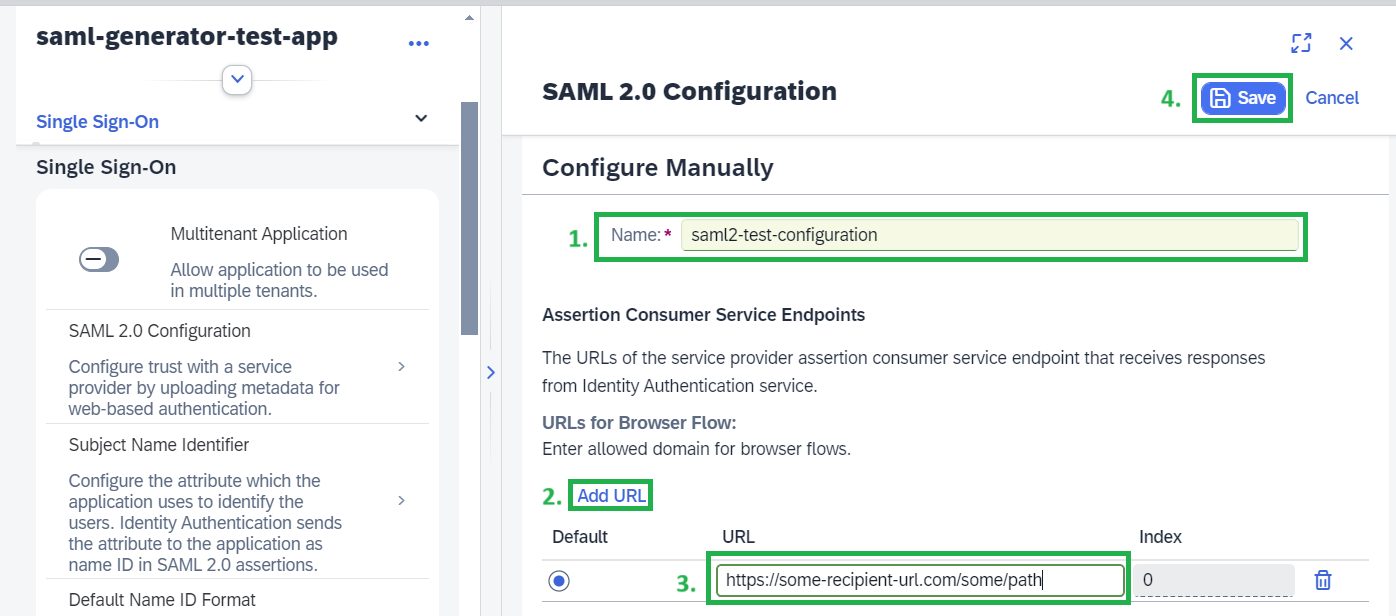 saml-generator-test-app
...
Single Sign-On
Single Sign-On
Multitenant Application
Allow application to be used
in multiple tenants.
SAML 2.0 Configuration
Configure trust with a service
provider by uploading metadata for
web-based authentication.
Subject Name Identifier
Configure the attribute which the
application uses to identify the
users. Identity Authentication sends
the attribute to the application as
name ID in SAML 2.0 assertions.
Default Name ID Format
SAML 2.0 Configuration
4. Save Cancel
Configure Manually
1. Name:* saml2-test-configuration
Assertion Consumer Service Endpoints
The URLs of the service provider assertion consumer service endpoint that receives responses
from Identity Authentication service.
URLs for Browser Flow:
Enter allowed domain for browser flows.
2. Add URL
Default URL Index
3. https://some-recipient-url.com/some/path 0